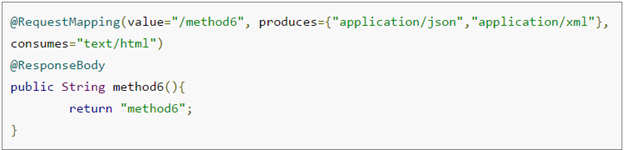 @RequestMapping(value="/method6", produces={"application/json","application/xml"},
consumes="text/html")
@ResponseBody
public String method6(){
return "method6";
}